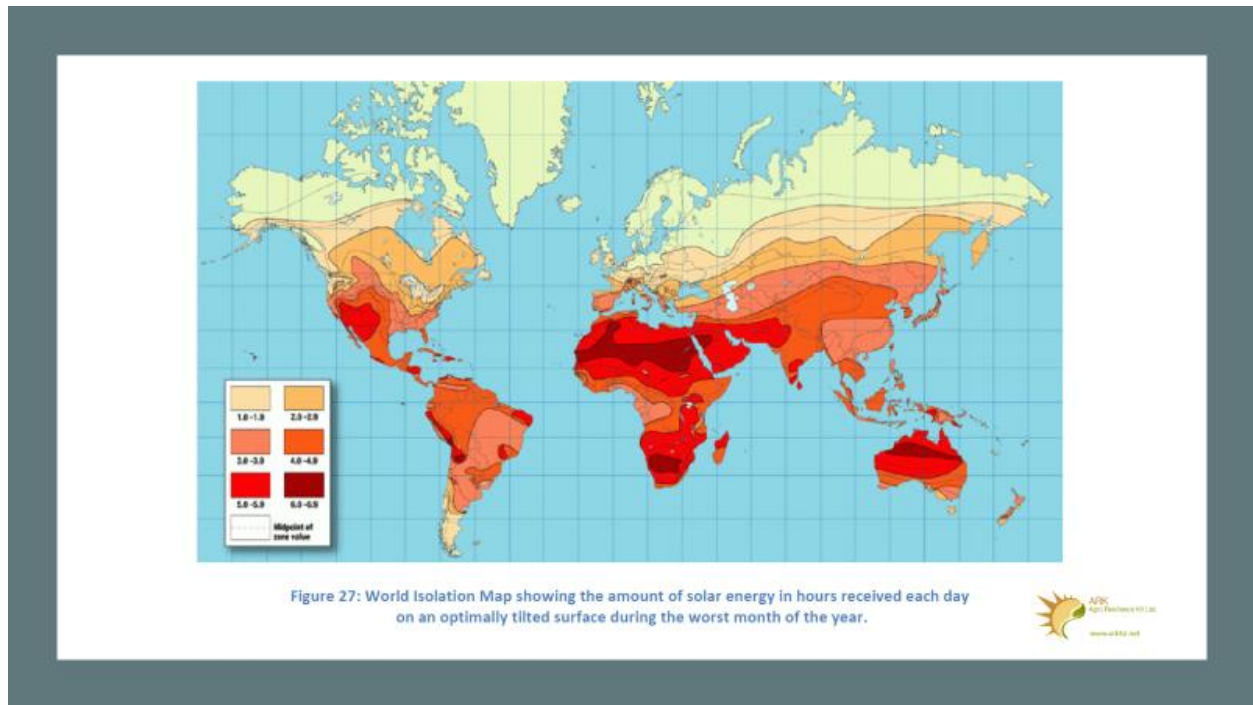 1.0 -1.9
2.0 -2.9
3.0 -3.9
4.0 -4.9
5.0 -5.9
6.0 -6.9
Midpoint of
zone value
Figure 27: World Isolation Map showing the amount of solar energy in hours received each day
on an optimally tilted surface during the worst month of the year.
ARK